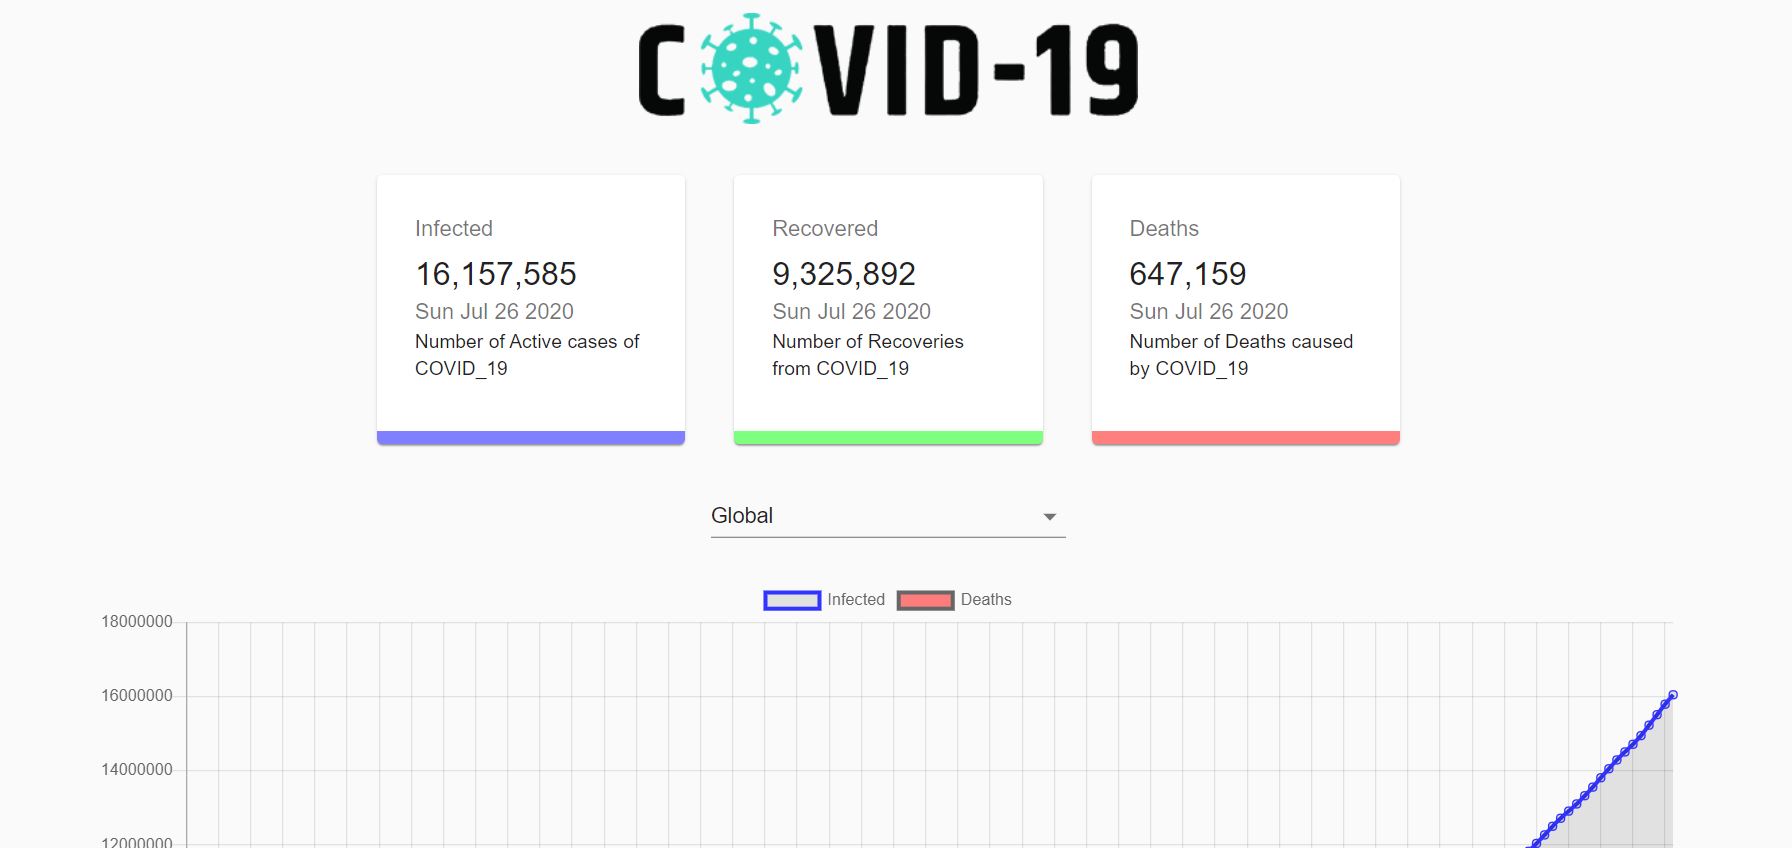 COVID-19
Infected
16,157,585
Sun Jul 26 2020
Number of Active cases of
COVID_19
Recovered
9,325,892
Sun Jul 26 2020
Number of Recoveries
from COVID_19
Deaths
647,159
Sun Jul 26 2020
Number of Deaths caused
by COVID_19
Global
Infected Deaths
18000000
16000000
14000000
12000000